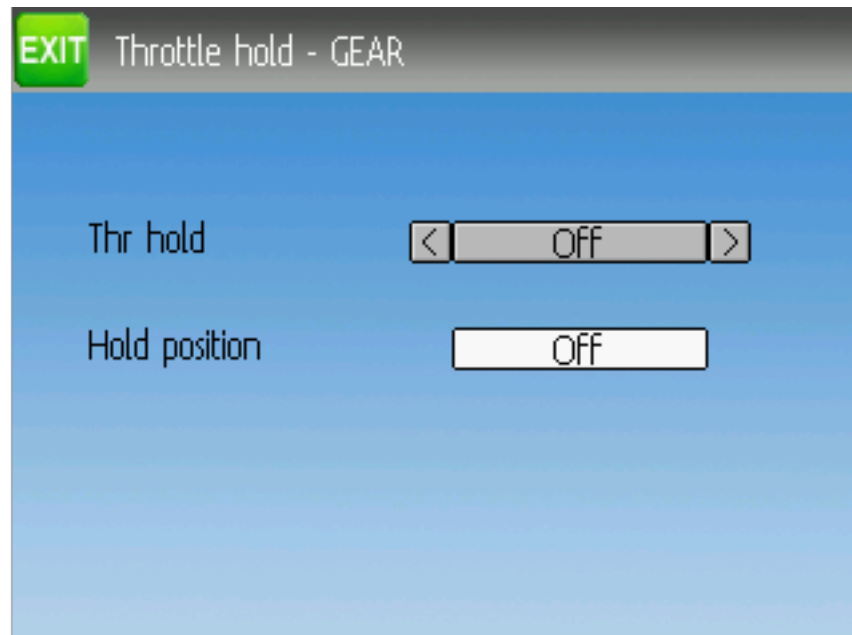 EXIT Throttle hold - GEAR
Thr hold < Off >
Hold position Off